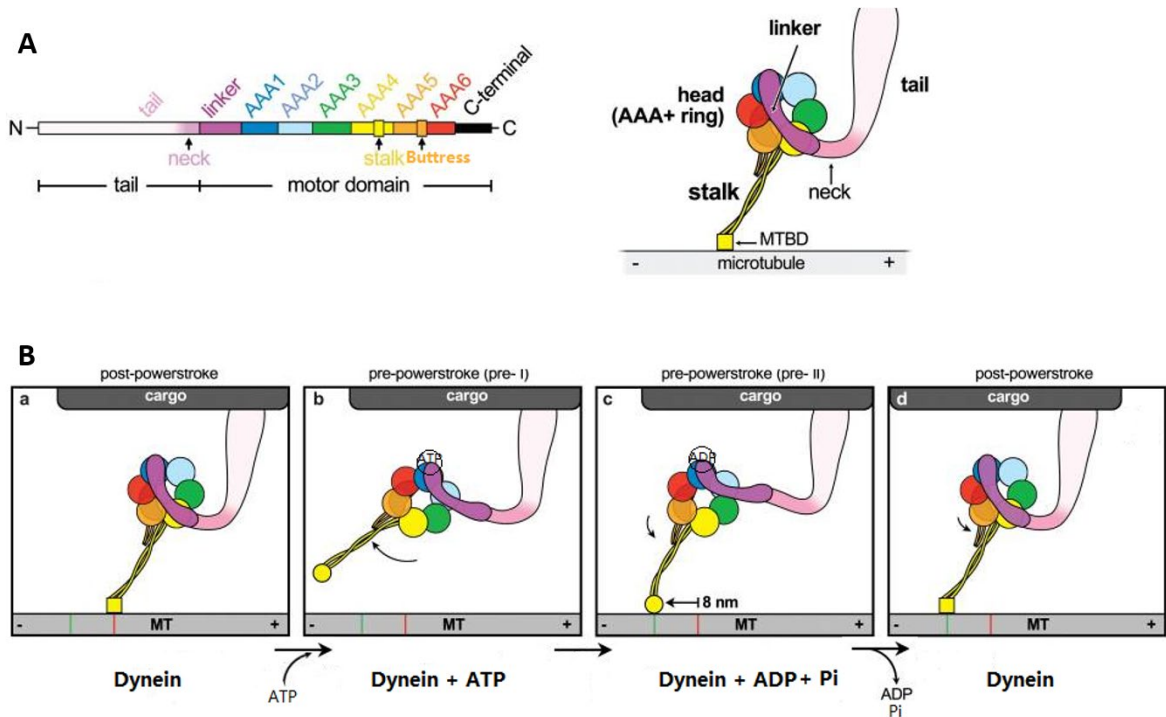 A
N
tail
linker
AAA1
AAA2
AAA3
AAA4
AAA5
AAA6
C-terminal
C
neck
stalk
Buttress
tail
motor domain
linker
head
(AAA+ ring)
tail
stalk
neck
MTBD
- microtubule +
B
post-powerstroke
a
cargo
- MT +
pre-powerstroke (pre- I)
b
cargo
ATP
- MT +
pre-powerstroke (pre- II)
c
cargo
ADP
8 nm
- MT +
post-powerstroke
d
cargo
- MT +
Dynein
ATP
Dynein + ATP
Dynein + ADP + Pi
ADP
Pi
Dynein